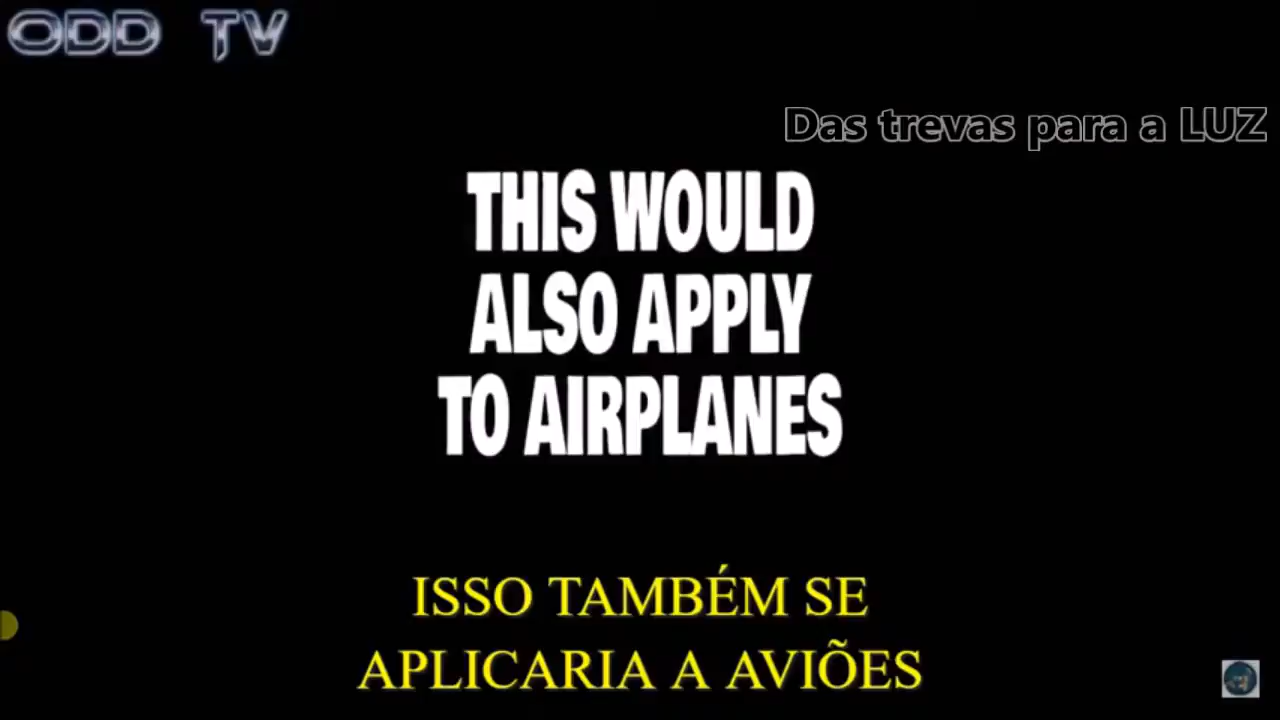 ODD TV
Das trevas para a LUZ
THIS WOULD
ALSO APPLY
TO AIRPLANES
ISSO TAMBÉM SE
APLICARIA A AVIÕES